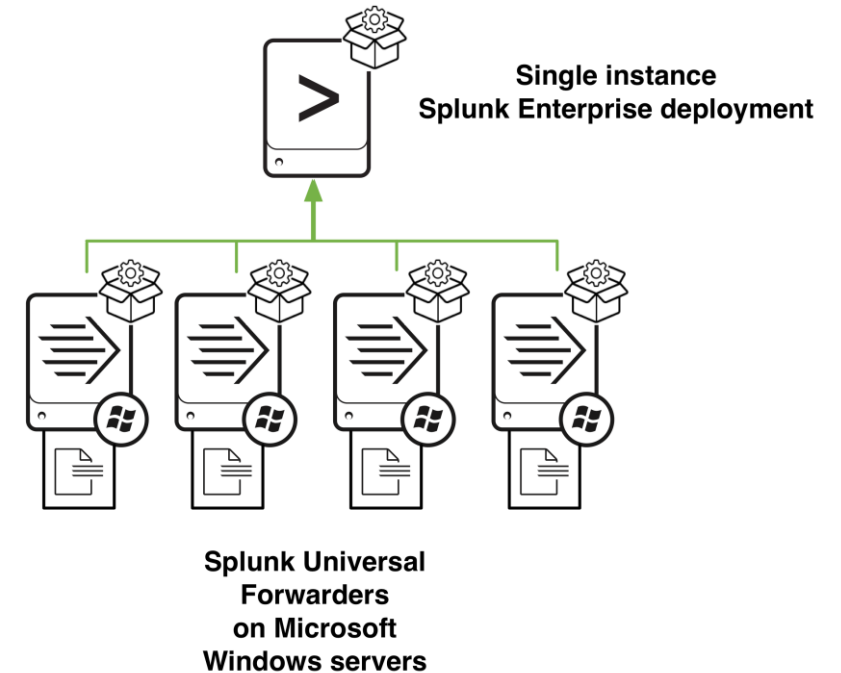 Single instance
Splunk Enterprise deployment
>
Splunk Universal
Forwarders
on Microsoft
Windows servers